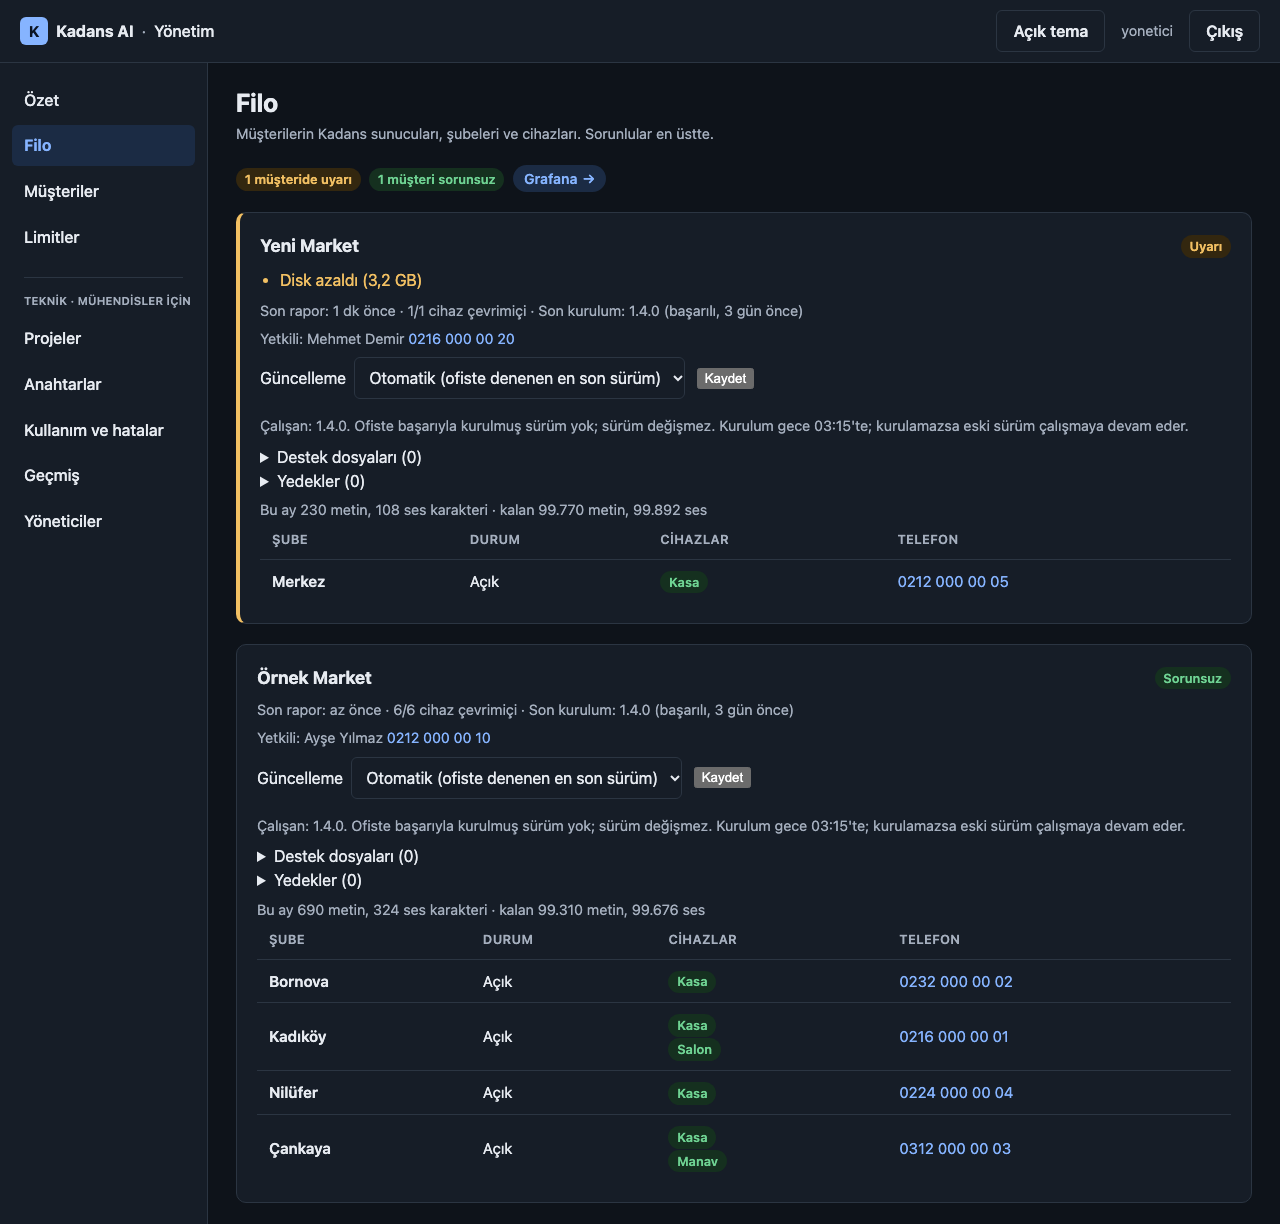 K Kadans AI · Yönetim
Açık tema
yonetici
Çıkış
Özet
Filo
Müşteriler
Limitler
TEKNİK · MÜHENDİSLER İÇİN
Projeler
Anahtarlar
Kullanım ve hatalar
Geçmiş
Yöneticiler
Filo
Müşterilerin Kadans sunucuları, şubeleri ve cihazları. Sorunlular en üstte.
1 müşteride uyarı 1 müşteri sorunsuz Grafana →
Yeni Market Uyarı
• Disk azaldı (3,2 GB)
Son rapor: 1 dk önce · 1/1 cihaz çevrimiçi · Son kurulum: 1.4.0 (başarılı, 3 gün önce)
Yetkili: Mehmet Demir 0216 000 00 20
Güncelleme Otomatik (ofiste denenen en son sürüm) Kaydet
Çalışan: 1.4.0. Ofiste başarıyla kurulmuş sürüm yok; sürüm değişmez. Kurulum gece 03:15'te; kurulamazsa eski sürüm çalışmaya devam eder.
▶ Destek dosyaları (0)
▶ Yedekler (0)
Bu ay 230 metin, 108 ses karakteri · kalan 99.770 metin, 99.892 ses
ŞUBE DURUM CİHAZLAR TELEFON
Merkez Açık Kasa 0212 000 00 05
Örnek Market Sorunsuz
Son rapor: az önce · 6/6 cihaz çevrimiçi · Son kurulum: 1.4.0 (başarılı, 3 gün önce)
Yetkili: Ayşe Yılmaz 0212 000 00 10
Güncelleme Otomatik (ofiste denenen en son sürüm) Kaydet
Çalışan: 1.4.0. Ofiste başarıyla kurulmuş sürüm yok; sürüm değişmez. Kurulum gece 03:15'te; kurulamazsa eski sürüm çalışmaya devam eder.
▶ Destek dosyaları (0)
▶ Yedekler (0)
Bu ay 690 metin, 324 ses karakteri · kalan 99.310 metin, 99.676 ses
ŞUBE DURUM CİHAZLAR TELEFON
Bornova Açık Kasa 0232 000 00 02
Kadıköy Açık Kasa Salon 0216 000 00 01
Nilüfer Açık Kasa 0224 000 00 04
Çankaya Açık Kasa Manav 0312 000 00 03